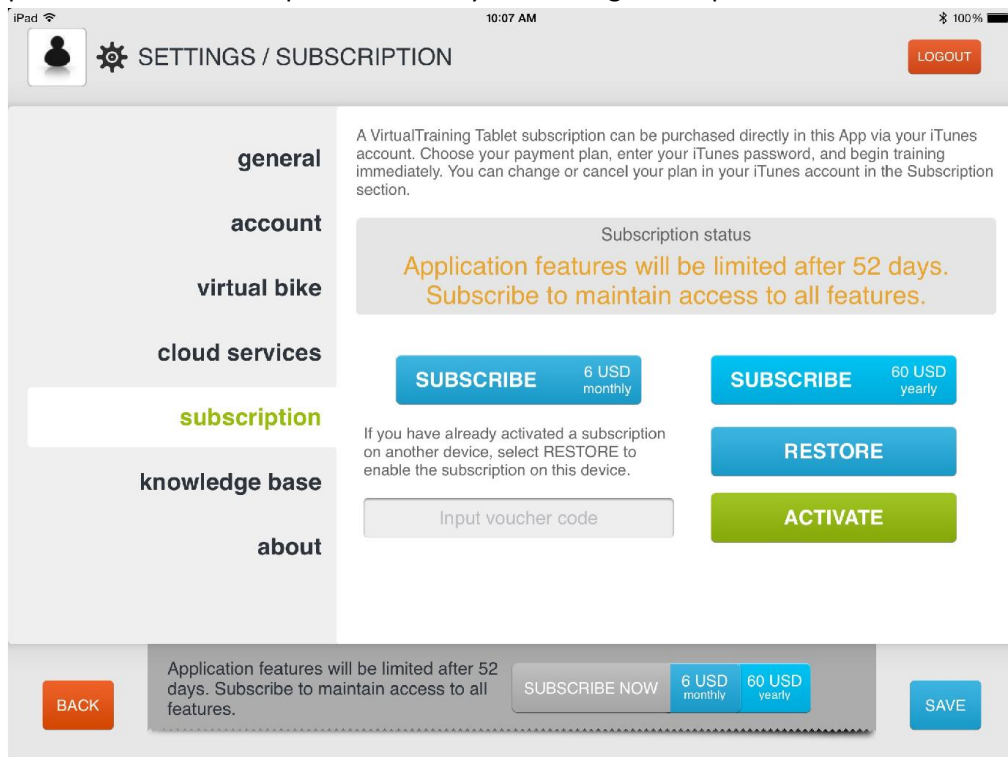 iPad 10:07 AM 100%
SETTINGS / SUBSCRIPTION
LOGOUT
general
account
virtual bike
cloud services
subscription
knowledge base
about
A VirtualTraining Tablet subscription can be purchased directly in this App via your iTunes
account. Choose your payment plan, enter your iTunes password, and begin training
immediately. You can change or cancel your plan in your iTunes account in the Subscription
section.
Subscription status
Application features will be limited after 52 days.
Subscribe to maintain access to all features.
SUBSCRIBE 6 USD monthly
SUBSCRIBE 60 USD yearly
If you have already activated a subscription
on another device, select RESTORE to
enable the subscription on this device.
RESTORE
Input voucher code
ACTIVATE
BACK
Application features will be limited after 52
days. Subscribe to maintain access to all
features.
SUBSCRIBE NOW 6 USD monthly 60 USD yearly
SAVE